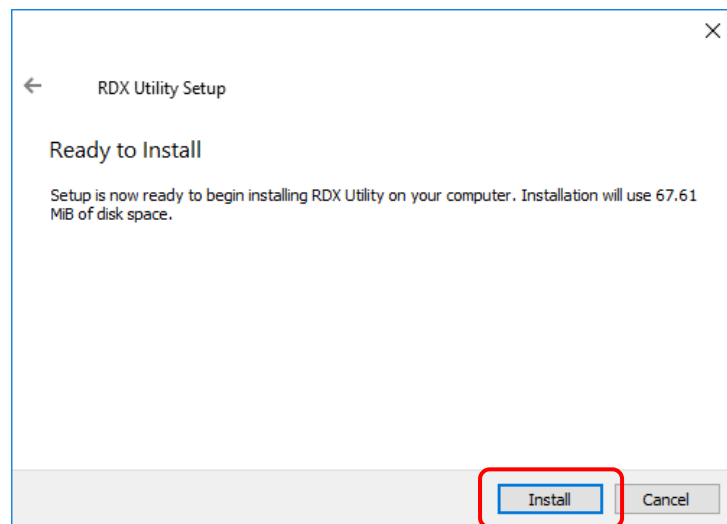 RDX Utility Setup
Ready to Install
Setup is now ready to begin installing RDX Utility on your computer. Installation will use 67.61
MiB of disk space.
Install
Cancel